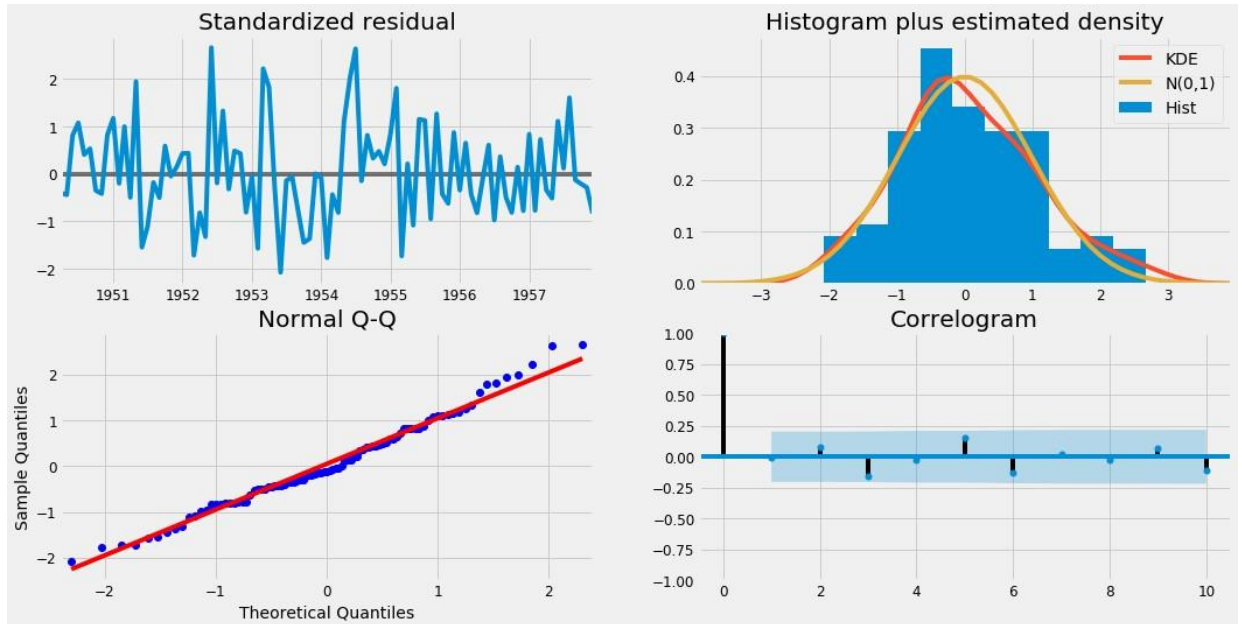 Standardized residual
2
1
0
−1
−2
1951 1952 1953 1954 1955 1956 1957
Histogram plus estimated density
KDE
N(0,1)
Hist
0.4
0.3
0.2
0.1
0.0
−3 −2 −1 0 1 2 3
Normal Q-Q
Sample Quantiles
2
1
0
−1
−2
−2 −1 0 1 2
Theoretical Quantiles
Correlogram
1.00
0.75
0.50
0.25
0.00
−0.25
−0.50
−0.75
−1.00
0 2 4 6 8 10